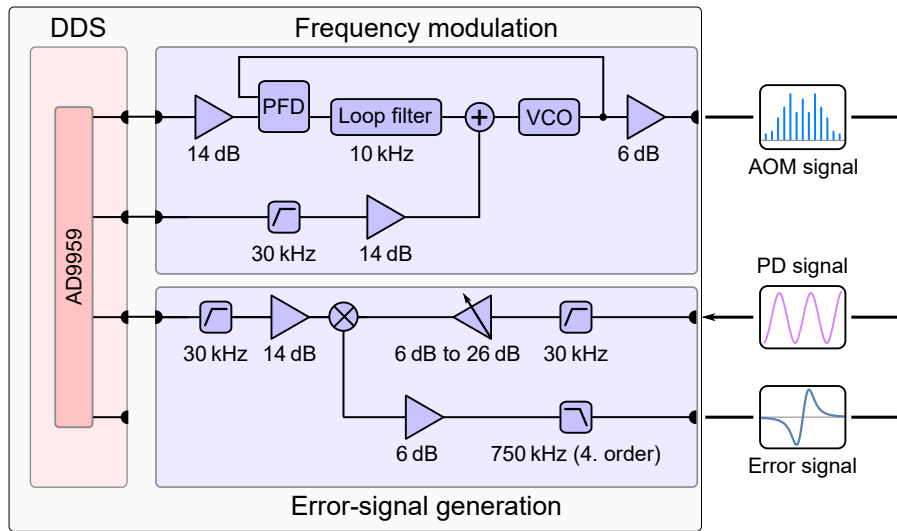 DDS
Frequency modulation
AD9959
PFD
Loop filter
+
VCO
14 dB
10 kHz
6 dB
30 kHz
14 dB
AOM signal
PD signal
30 kHz
14 dB
6 dB to 26 dB
30 kHz
6 dB
750 kHz (4. order)
Error signal
Error-signal generation